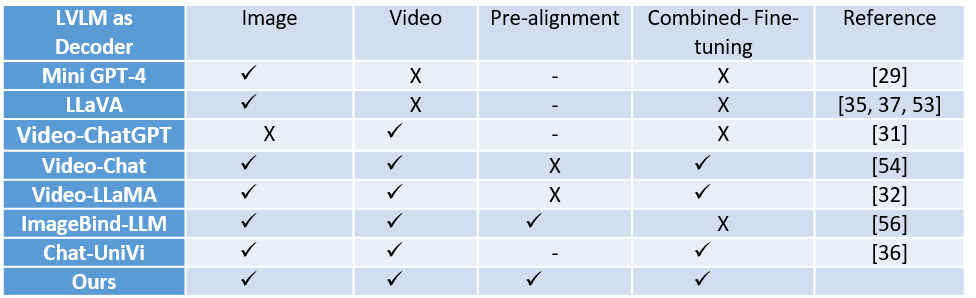 LVLM as Decoder Image Video Pre-alignment Combined- Fine-tuning Reference
Mini GPT-4 ✓ X - X [29]
LLaVA ✓ X - X [35, 37, 53]
Video-ChatGPT X ✓ - X [31]
Video-Chat ✓ ✓ X ✓ [54]
Video-LLaMA ✓ ✓ X ✓ [32]
ImageBind-LLM ✓ ✓ ✓ X [56]
Chat-UniVi ✓ ✓ - ✓ [36]
Ours ✓ ✓ ✓ ✓